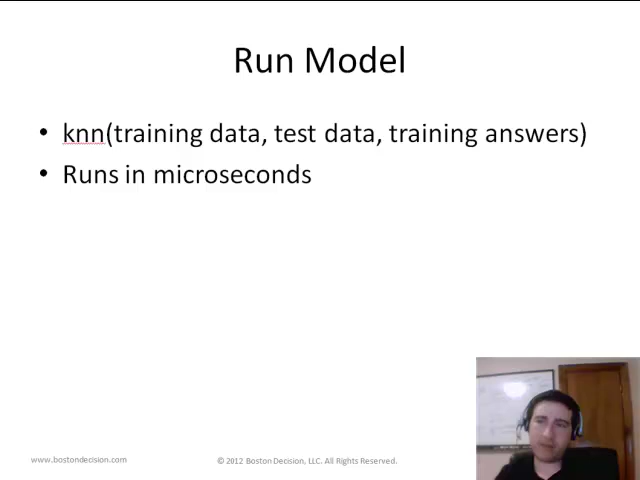 Run Model
• knn(training data, test data, training answers)
• Runs in microseconds
www.bostondecision.com
© 2012 Boston Decision, LLC. All Rights Reserved.